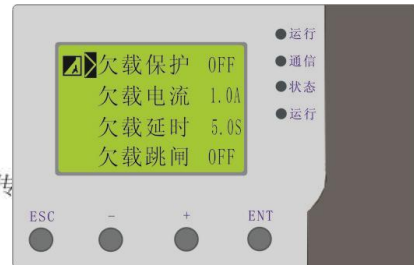 欠载保护 OFF
欠载电流 1.0A
欠载延时 5.0S
欠载跳闸 OFF
运行
通信
状态
运行
传
ESC - + ENT